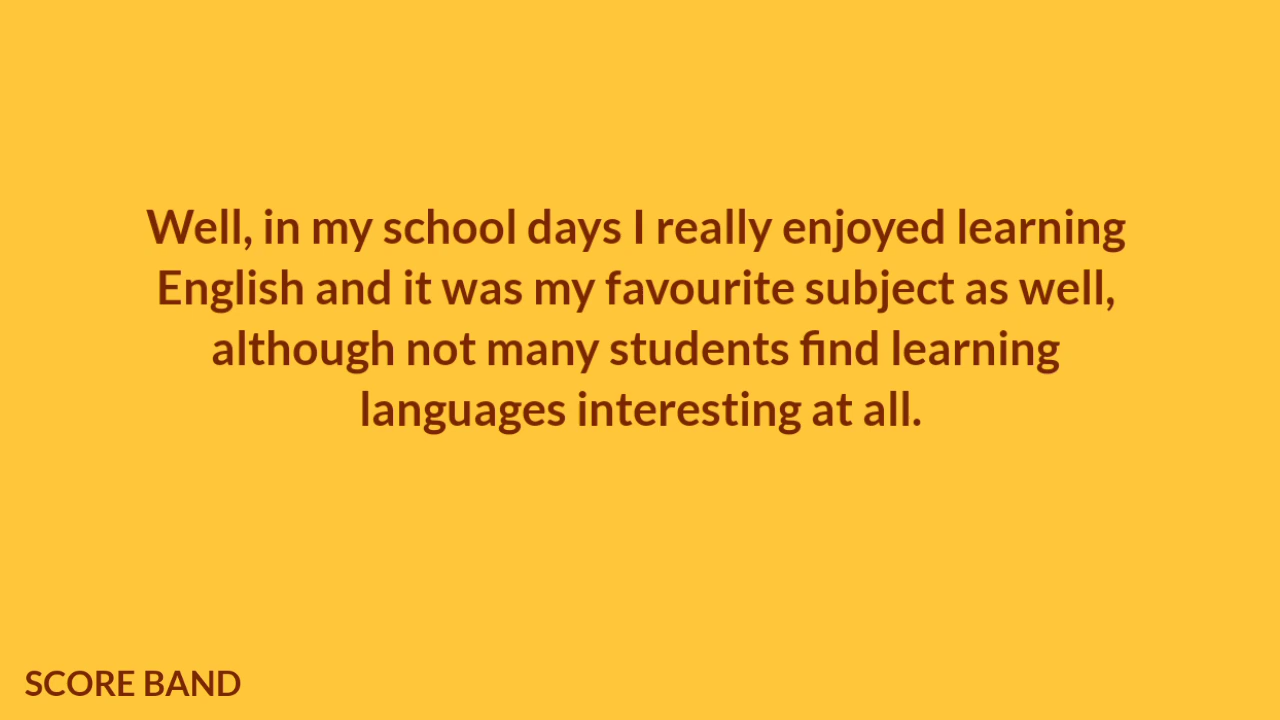 Well, in my school days I really enjoyed learning
English and it was my favourite subject as well,
although not many students find learning
languages interesting at all.
SCORE BAND